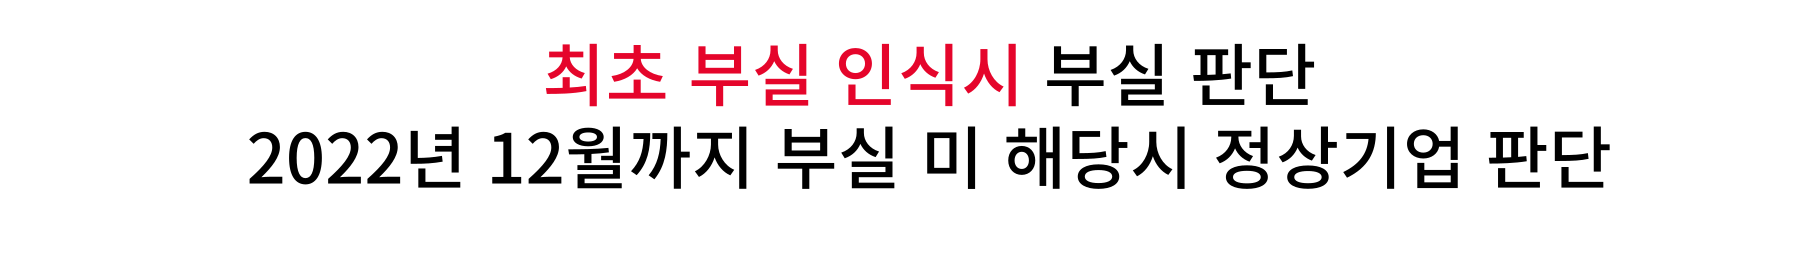 최초 부실 인식시 부실 판단
2022년 12월까지 부실 미 해당시 정상기업 판단